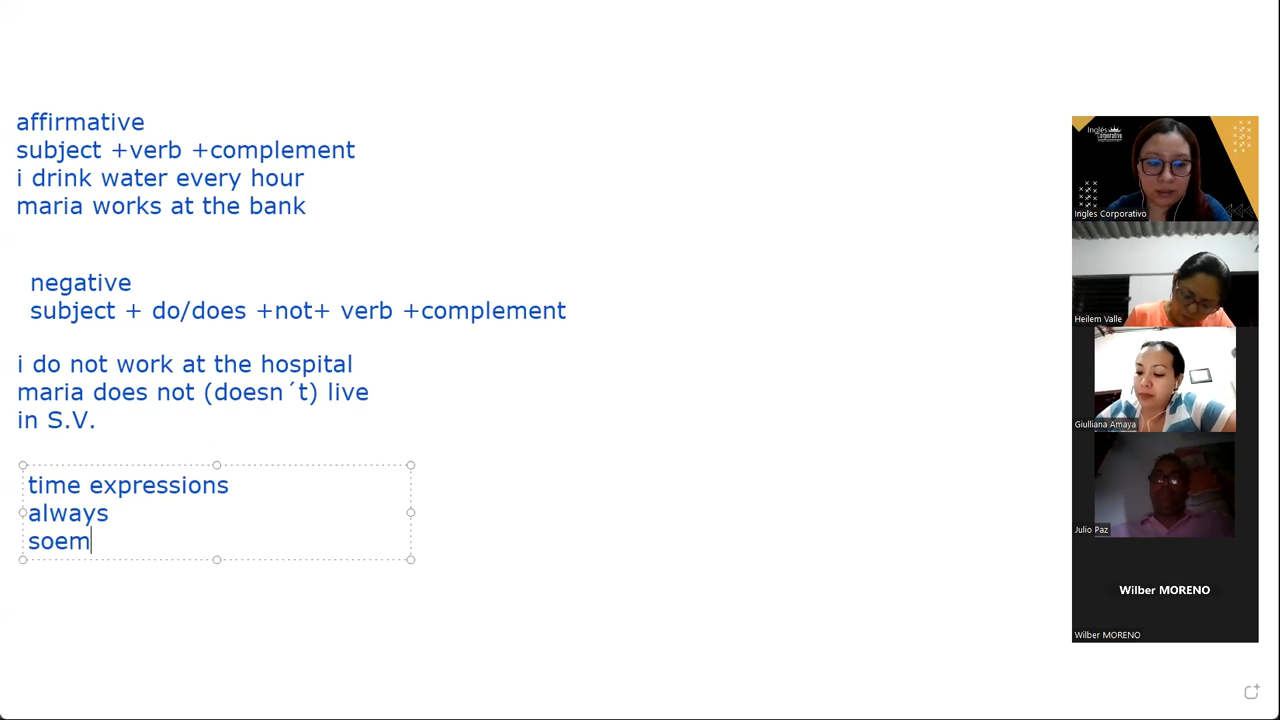 affirmative
subject +verb +complement
i drink water every hour
maria works at the bank
negative
subject + do/does +not+ verb +complement
i do not work at the hospital
maria does not (doesn´t) live
in S.V.
time expressions
always
soem
Inglés
Corporativo
Ingles Corporativo
Heilem Valle
Giulliana Amaya
Julio Paz
Wilber MORENO
Wilber MORENO